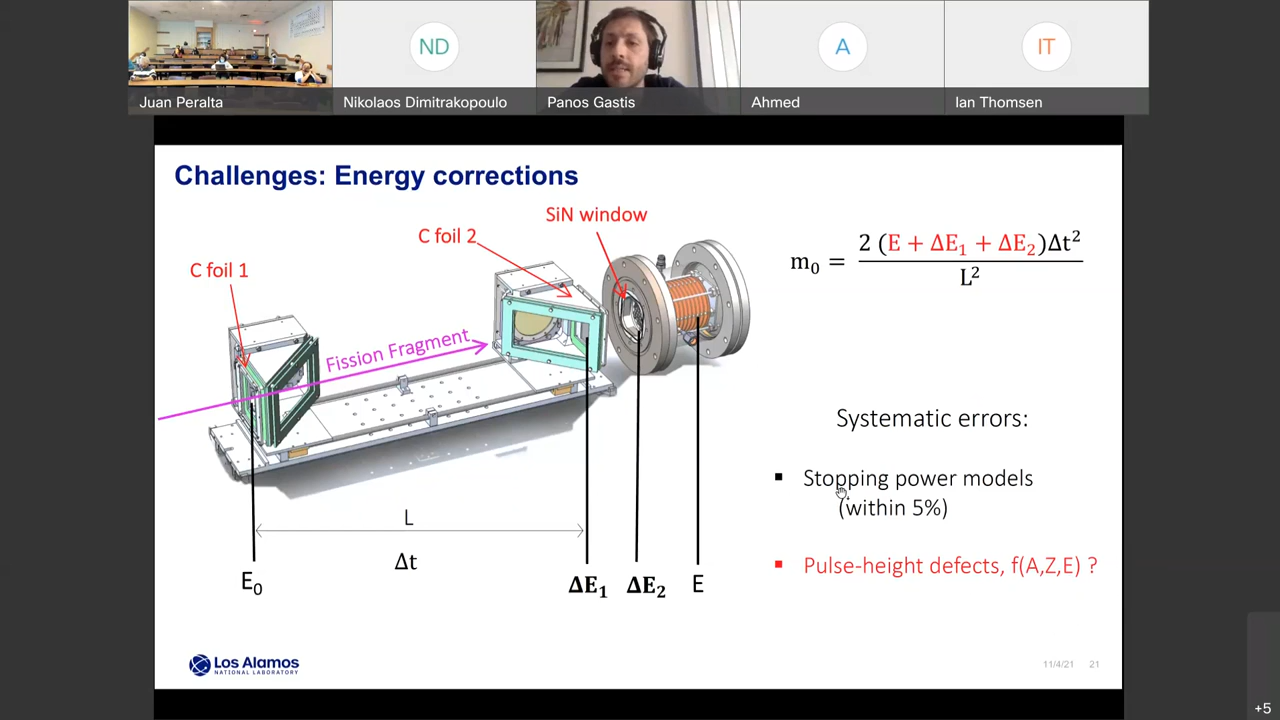 ND
A
IT
Juan Peralta
Nikolaos Dimitrakopoulo
Panos Gastis
Ahmed
Ian Thomsen
Challenges: Energy corrections
SiN window
C foil 2
C foil 1
Fission Fragment
m₀ = 2 (E + ΔE₁ + ΔE₂)Δt² / L²
Systematic errors:
▪ Stopping power models
(within 5%)
▪ Pulse-height defects, f(A,Z,E) ?
L
Δt
E₀
ΔE₁
ΔE₂
E
Los Alamos
NATIONAL LABORATORY
11/4/21
21
+5